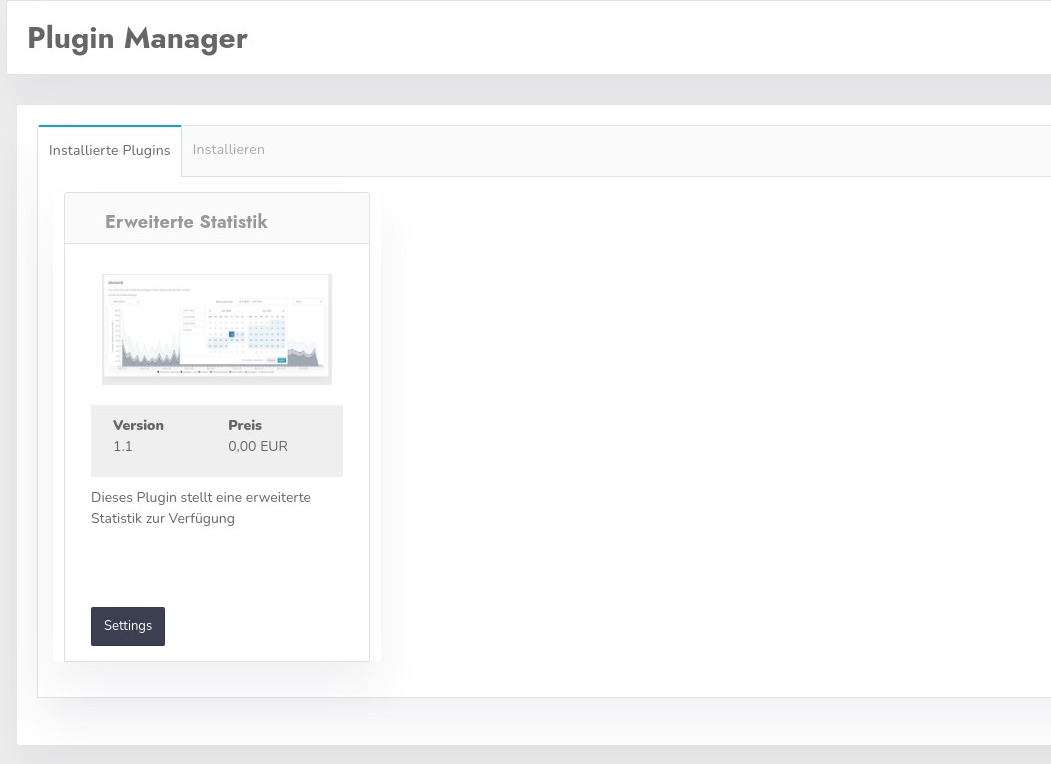 Plugin Manager
Installierte Plugins
Installieren
Erweiterte Statistik
Statistik
Version
Preis
1.1
0,00 EUR
Dieses Plugin stellt eine erweiterte
Statistik zur Verfügung
Settings